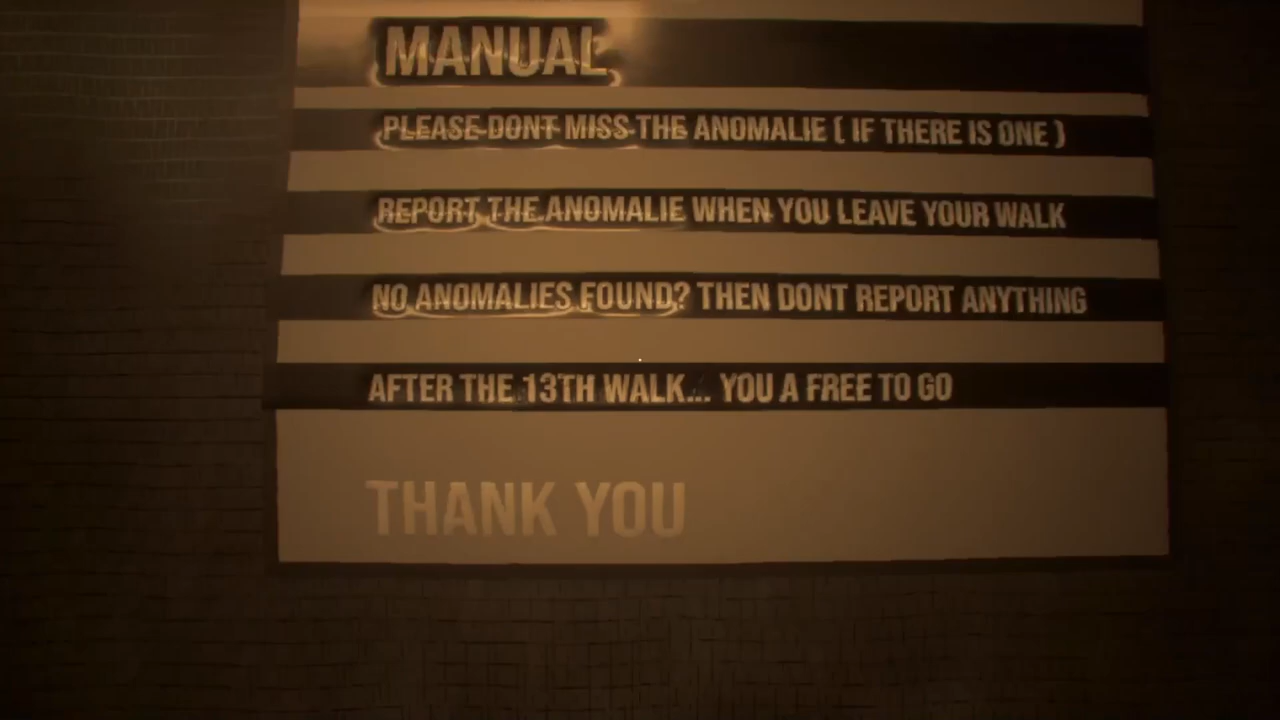 MANUAL
PLEASE DONT MISS THE ANOMALIE ( IF THERE IS ONE )
REPORT THE ANOMALIE WHEN YOU LEAVE YOUR WALK
NO ANOMALIES FOUND? THEN DONT REPORT ANYTHING
AFTER THE 13TH WALK... YOU A FREE TO GO
THANK YOU